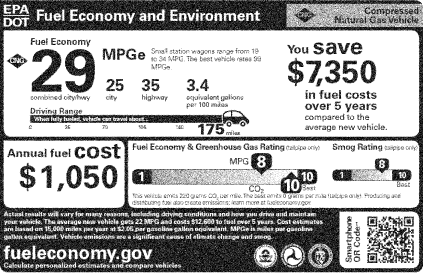 EPA
DOT
Fuel Economy and Environment
Compressed
Natural Gas Vehicle
Fuel Economy
CNG
29
MPGe
Small station wagons range from 19
to 34 MPG. The best vehicle rates 99
MPGe.
combined city/hwy
25
city
35
highway
3.4
equivalent gallons
per 100 miles
Driving Range
When fully fueled, vehicle can travel about...
175 miles
You save
$7,350
in fuel costs
over 5 years
compared to the
average new vehicle.
Annual fuel cost
$1,050
Fuel Economy & Greenhouse Gas Rating (tailpipe only)
MPG 8
1
10
10
CO2
Best
Smog Rating (tailpipe only)
1
8
10
Best
This vehicle emits 220 grams CO2 per mile. The best emits 0 grams per mile (tailpipe only). Producing and
distributing fuel also create emissions; learn more at fueleconomy.gov.
Actual results will vary for many reasons, including driving conditions and how you drive and maintain
your vehicle. The average new vehicle gets 22 MPG and costs $12,600 to fuel over 5 years. Cost estimates
are based on 15,000 miles per year at $2.05 per gasoline gallon equivalent. MPGe is miles per gasoline
gallon equivalent. Vehicle emissions are a significant cause of climate change and smog.
fueleconomy.gov
Calculate personalized estimates and compare vehicles
Smartphone
QR Code